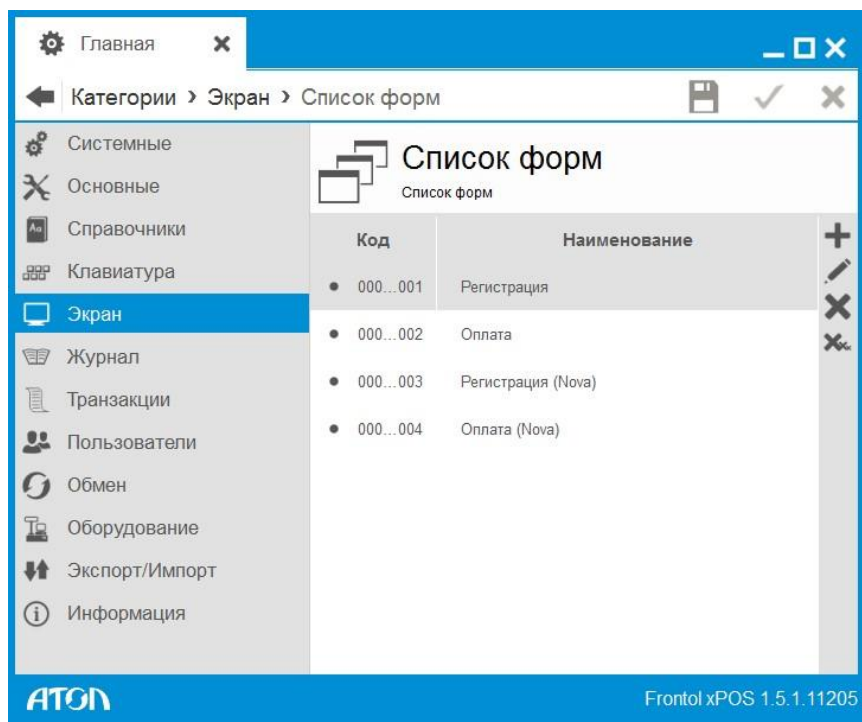 Главная
Категории › Экран › Список форм
Системные
Основные
Справочники
Клавиатура
Экран
Журнал
Транзакции
Пользователи
Обмен
Оборудование
Экспорт/Импорт
Информация
Список форм
Список форм
Код Наименование
000...001 Регистрация
000...002 Оплата
000...003 Регистрация (Nova)
000...004 Оплата (Nova)
ATOL Frontol xPOS 1.5.1.11205